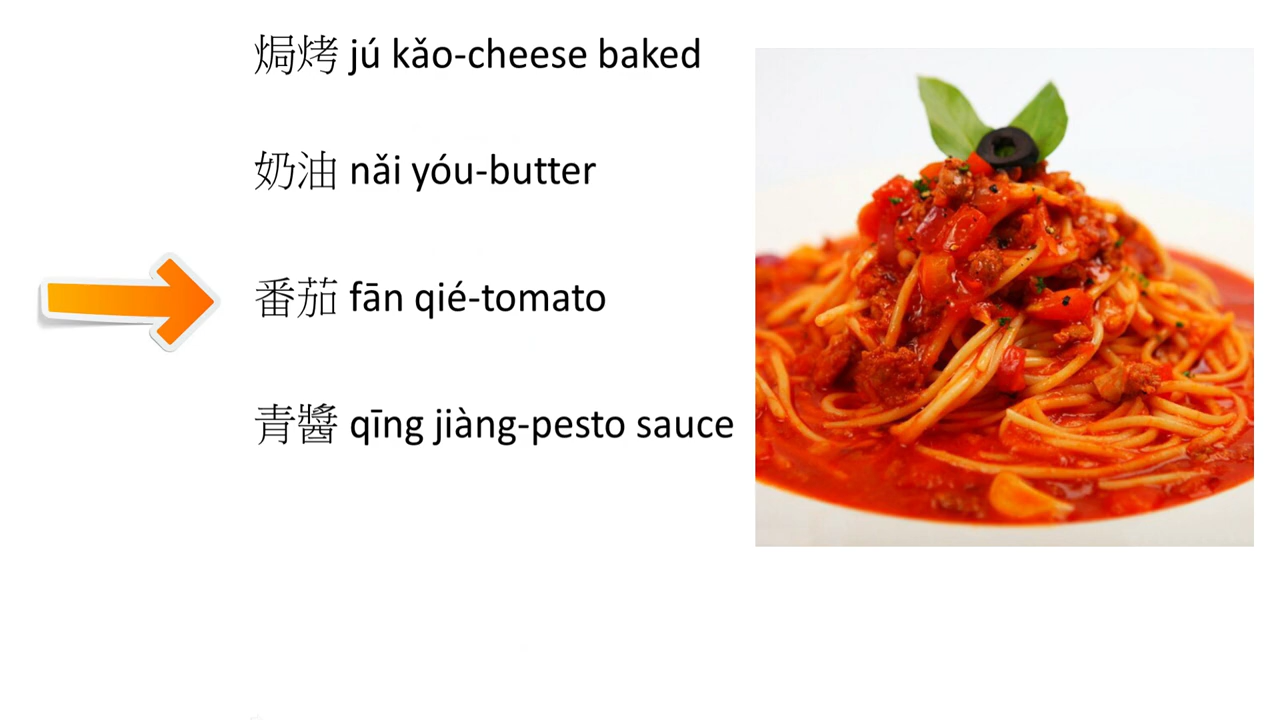 焗烤 jú kǎo-cheese baked
奶油 nǎi yóu-butter
番茄 fān qié-tomato
青醬 qīng jiàng-pesto sauce